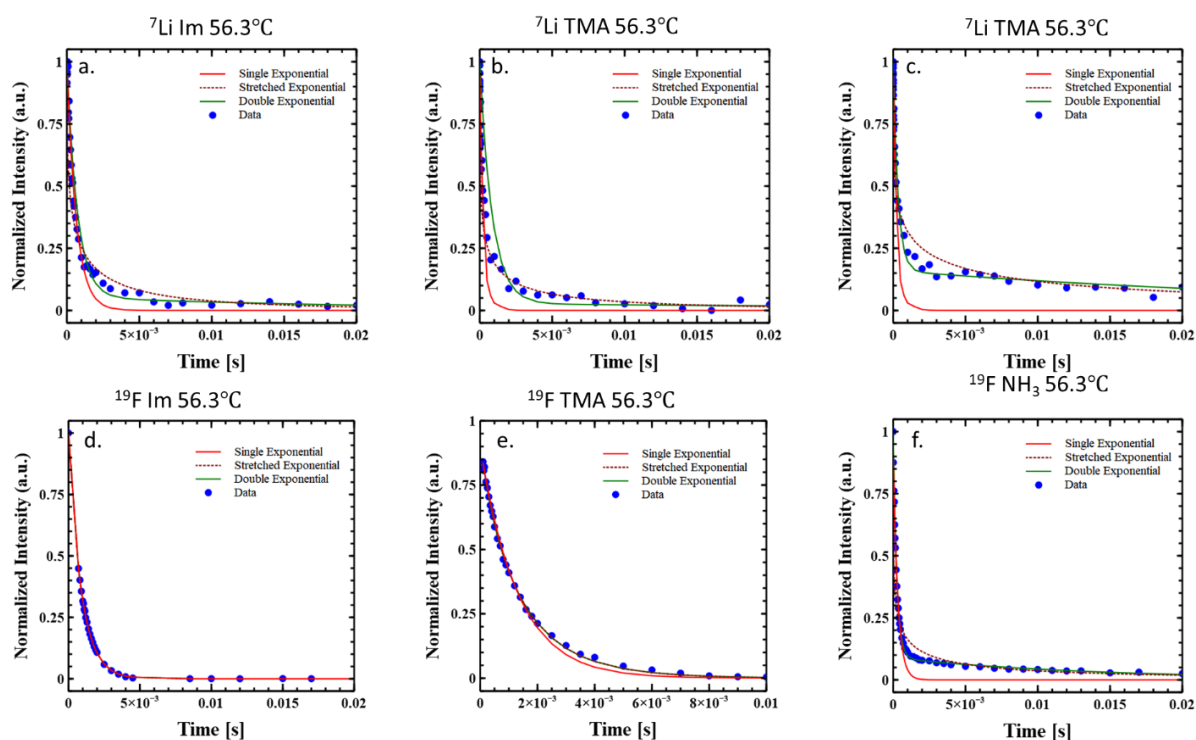 ⁷Li Im 56.3°C
a.
Single Exponential
Stretched Exponential
Double Exponential
Data
Normalized Intensity (a.u.)
1
0.75
0.5
0.25
0
0
5×10⁻³
0.01
0.015
0.02
Time [s]
⁷Li TMA 56.3°C
b.
Single Exponential
Stretched Exponential
Double Exponential
Data
Normalized Intensity (a.u.)
1
0.75
0.5
0.25
0
0
5×10⁻³
0.01
0.015
0.02
Time [s]
⁷Li TMA 56.3°C
c.
Single Exponential
Stretched Exponential
Double Exponential
Data
Normalized Intensity (a.u.)
1
0.75
0.5
0.25
0
0
5×10⁻³
0.01
0.015
0.02
Time [s]
¹⁹F Im 56.3°C
d.
Single Exponential
Stretched Exponential
Double Exponential
Data
Normalized Intensity (a.u.)
1
0.75
0.5
0.25
0
0
5×10⁻³
0.01
0.015
0.02
Time [s]
¹⁹F TMA 56.3°C
e.
Single Exponential
Stretched Exponential
Double Exponential
Data
Normalized Intensity (a.u.)
1
0.75
0.5
0.25
0
0
2×10⁻³
4×10⁻³
6×10⁻³
8×10⁻³
0.01
Time [s]
¹⁹F NH₃ 56.3°C
f.
Single Exponential
Stretched Exponential
Double Exponential
Data
Normalized Intensity (a.u.)
1
0.75
0.5
0.25
0
0
5×10⁻³
0.01
0.015
0.02
Time [s]